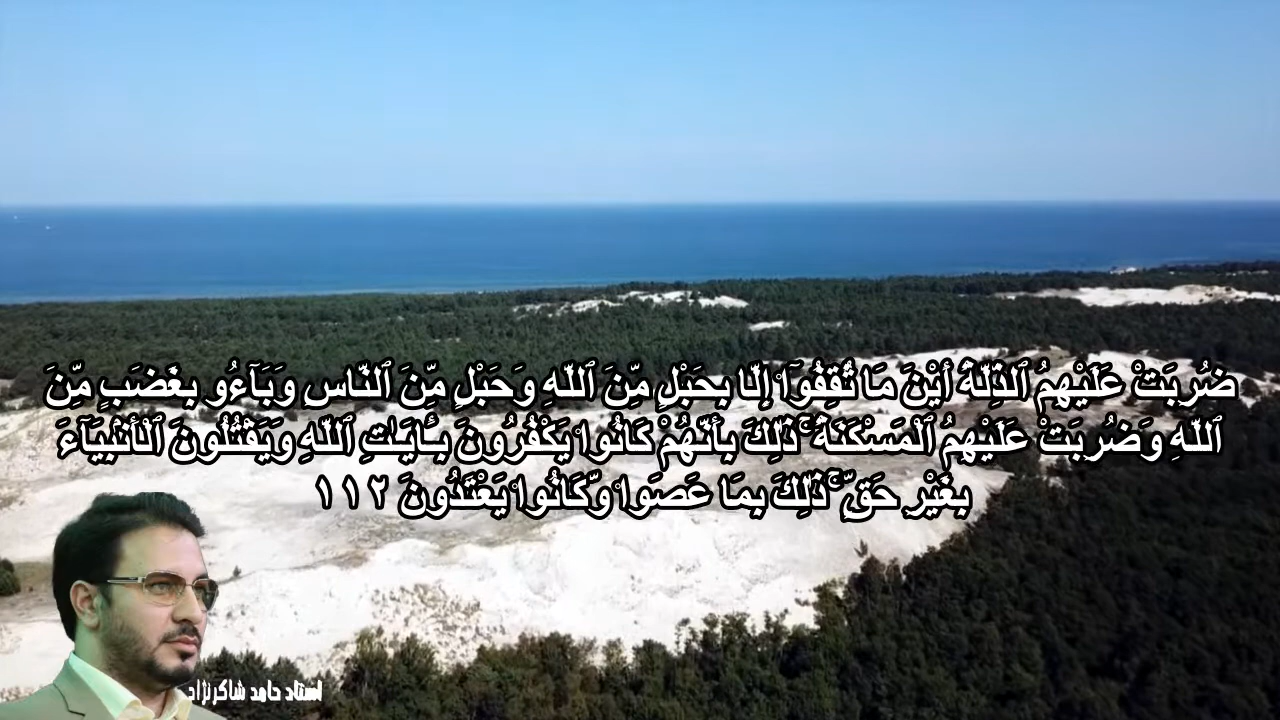 ضُرِبَتْ عَلَيْهِمُ ٱلذِّلَّةُ أَيْنَ مَا ثُقِفُوٓا۟ إِلَّا بِحَبْلٍ مِّنَ ٱللَّهِ وَحَبْلٍ مِّنَ ٱلنَّاسِ وَبَآءُو بِغَضَبٍ مِّنَ
ٱللَّهِ وَضُرِبَتْ عَلَيْهِمُ ٱلْمَسْكَنَةُ ۚ ذَٰلِكَ بِأَنَّهُمْ كَانُوا۟ يَكْفُرُونَ بِـَٔايَـٰتِ ٱللَّهِ وَيَقْتُلُونَ ٱلْأَنۢبِيَآءَ
بِغَيْرِ حَقٍّ ۚ ذَٰلِكَ بِمَا عَصَوا۟ وَّكَانُوا۟ يَعْتَدُونَ ١١٢
استاد حامد شاکرنژاد